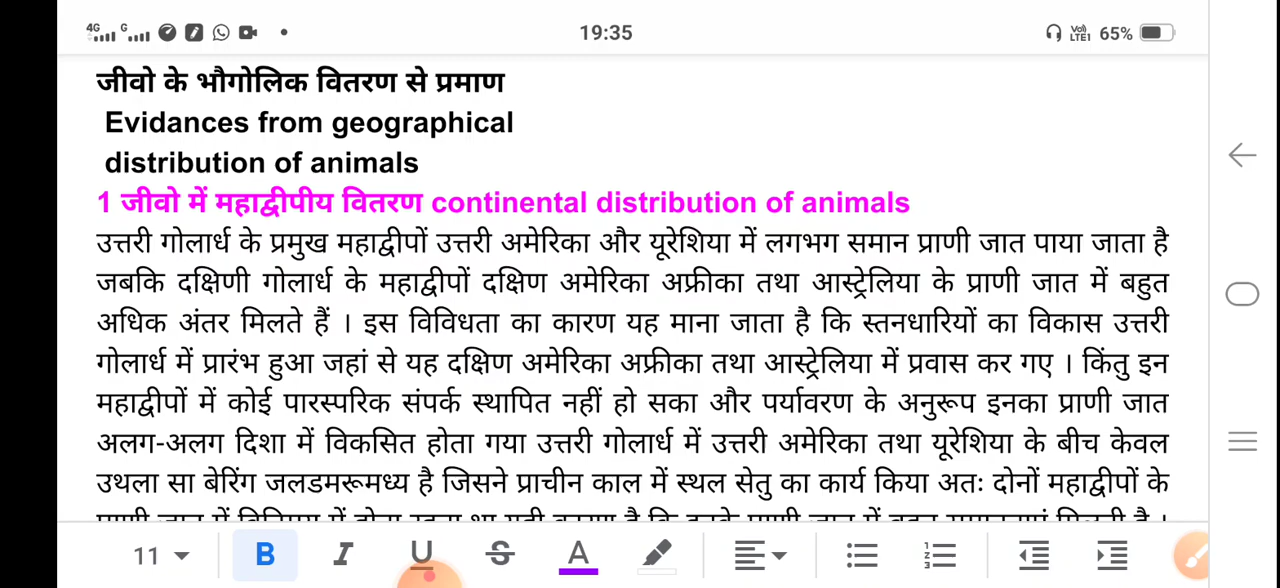 4G G
19:35
Vo) LTE1 65%
जीवो के भौगोलिक वितरण से प्रमाण
Evidances from geographical
distribution of animals
1 जीवो में महाद्वीपीय वितरण continental distribution of animals
उत्तरी गोलार्ध के प्रमुख महाद्वीपों उत्तरी अमेरिका और यूरेशिया में लगभग समान प्राणी जात पाया जाता है
जबकि दक्षिणी गोलार्ध के महाद्वीपों दक्षिण अमेरिका अफ्रीका तथा आस्ट्रेलिया के प्राणी जात में बहुत
अधिक अंतर मिलते हैं । इस विविधता का कारण यह माना जाता है कि स्तनधारियों का विकास उत्तरी
गोलार्ध में प्रारंभ हुआ जहां से यह दक्षिण अमेरिका अफ्रीका तथा आस्ट्रेलिया में प्रवास कर गए । किंतु इन
महाद्वीपों में कोई पारस्परिक संपर्क स्थापित नहीं हो सका और पर्यावरण के अनुरूप इनका प्राणी जात
अलग-अलग दिशा में विकसित होता गया उत्तरी गोलार्ध में उत्तरी अमेरिका तथा यूरेशिया के बीच केवल
उथला सा बेरिंग जलडमरूमध्य है जिसने प्राचीन काल में स्थल सेतु का कार्य किया अतः दोनों महाद्वीपों के
11 B I U S A